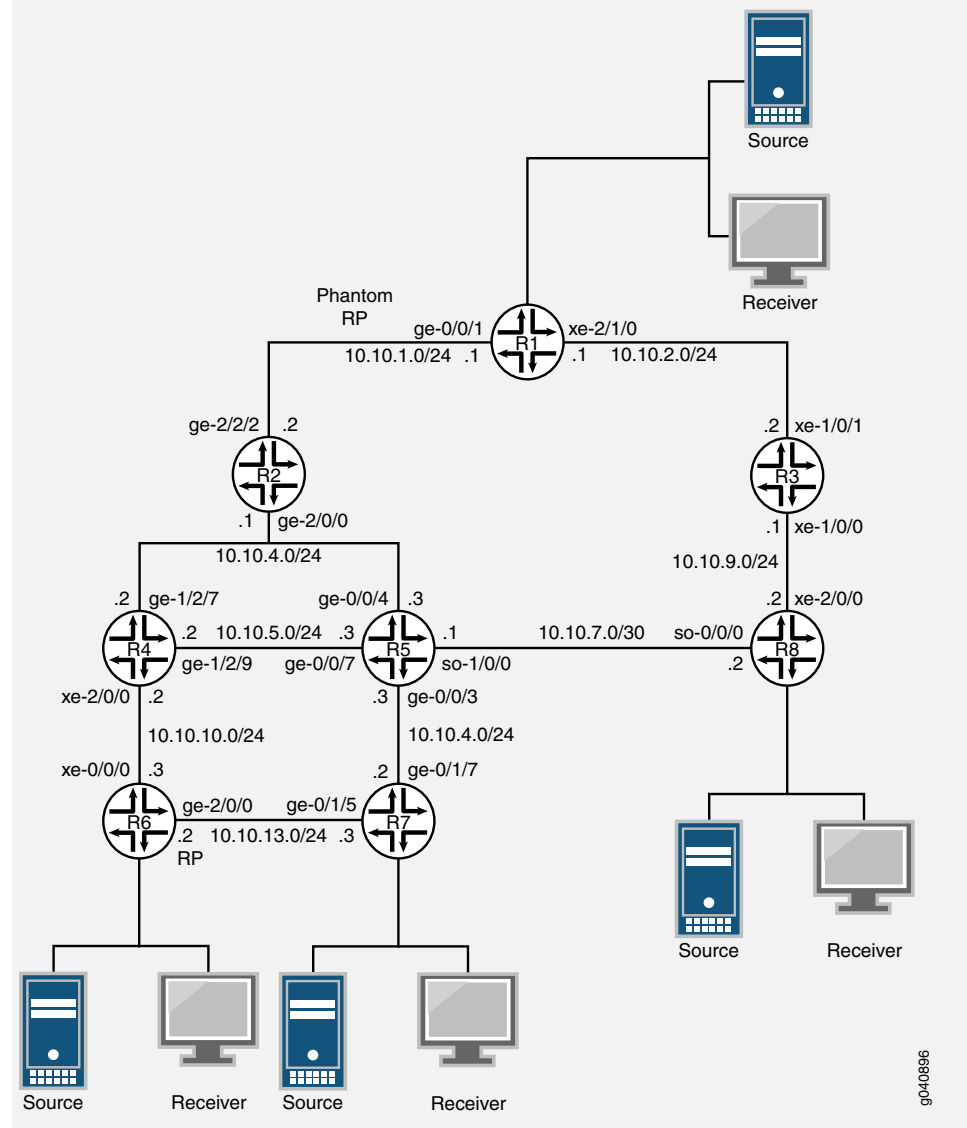 Source
Receiver
Phantom
RP
ge-0/0/1
xe-2/1/0
R1
10.10.1.0/24
.1
.1
10.10.2.0/24
ge-2/2/2
.2
.2
xe-1/0/1
R2
R3
.1
ge-2/0/0
.1
xe-1/0/0
10.10.4.0/24
10.10.9.0/24
.2
ge-1/2/7
ge-0/0/4
.3
.2
xe-2/0/0
.2
10.10.5.0/24
.3
.1
10.10.7.0/30
so-0/0/0
R4
R5
R8
ge-1/2/9
ge-0/0/7
so-1/0/0
.2
xe-2/0/0
.2
.3
ge-0/0/3
10.10.10.0/24
10.10.4.0/24
xe-0/0/0
.3
.2
ge-0/1/7
ge-2/0/0
ge-0/1/5
R6
R7
.2
10.10.13.0/24
.3
RP
Source
Receiver
Source
Receiver
Source
Receiver
g040896